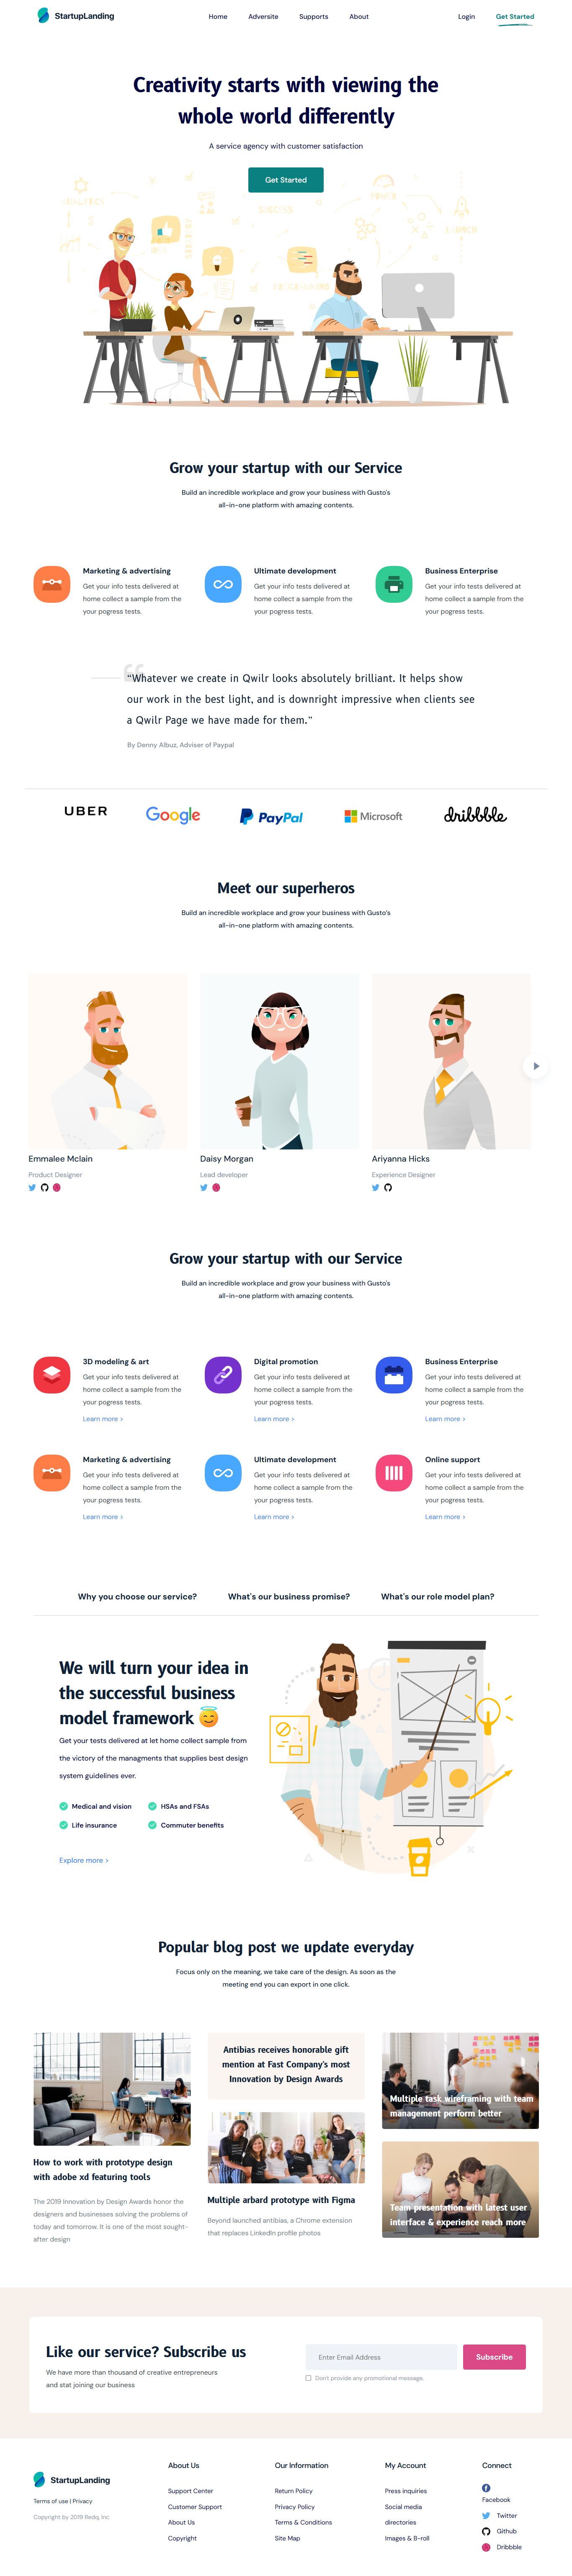 StartupLanding
Home Adversite Supports About
Login Get Started
Creativity starts with viewing the
whole world differently
A service agency with customer satisfaction
Get Started
SUCCESS
POWER
LAUNCH
Grow your startup with our Service
Build an incredible workplace and grow your business with Gusto's
all-in-one platform with amazing contents.
Marketing & advertising
Get your info tests delivered at
home collect a sample from the
your pogress tests.
Ultimate development
Get your info tests delivered at
home collect a sample from the
your pogress tests.
Business Enterprise
Get your info tests delivered at
home collect a sample from the
your pogress tests.
“Whatever we create in Qwilr looks absolutely brilliant. It helps show
our work in the best light, and is downright impressive when clients see
a Qwilr Page we have made for them.”
By Denny Albuz, Adviser of Paypal
UBER
Google
PayPal
Microsoft
dribbble
Meet our superheros
Build an incredible workplace and grow your business with Gusto's
all-in-one platform with amazing contents.
Emmalee Mclain
Product Designer
Daisy Morgan
Lead developer
Ariyanna Hicks
Experience Designer
Grow your startup with our Service
Build an incredible workplace and grow your business with Gusto's
all-in-one platform with amazing contents.
3D modeling & art
Get your info tests delivered at
home collect a sample from the
your pogress tests.
Learn more >
Digital promotion
Get your info tests delivered at
home collect a sample from the
your pogress tests.
Learn more >
Business Enterprise
Get your info tests delivered at
home collect a sample from the
your pogress tests.
Learn more >
Marketing & advertising
Get your info tests delivered at
home collect a sample from the
your pogress tests.
Learn more >
Ultimate development
Get your info tests delivered at
home collect a sample from the
your pogress tests.
Learn more >
Online support
Get your info tests delivered at
home collect a sample from the
your pogress tests.
Learn more >
Why you choose our service? What's our business promise? What's our role model plan?
We will turn your idea in
the successful business
model framework 😇
Get your tests delivered at let home collect sample from
the victory of the managments that supplies best design
system guidelines ever.
Medical and vision
HSAs and FSAs
Life insurance
Commuter benefits
Explore more >
Popular blog post we update everyday
Focus only on the meaning, we take care of the design. As soon as the
meeting end you can export in one click.
How to work with prototype design
with adobe xd featuring tools
The 2019 Innovation by Design Awards honor the
designers and businesses solving the problems of
today and tomorrow. It is one of the most sought-
after design
Antibias receives honorable gift
mention at Fast Company's most
Innovation by Design Awards
Multiple arbard prototype with Figma
Beyond launched antibias, a Chrome extension
that replaces LinkedIn profile photos
Multiple task wireframing with team
management perform better
Team presentation with latest user
interface & experience reach more
Like our service? Subscribe us
We have more than thousand of creative entrepreneurs
and stat joining our business
Enter Email Address
Subscribe
Don't provide any promotional message.
StartupLanding
Terms of use | Privacy
Copyright by 2019 RedQ, Inc
About Us
Support Center
Customer Support
About Us
Copyright
Our Information
Return Policy
Privacy Policy
Terms & Conditions
Site Map
My Account
Press inquiries
Social media
directories
Images & B-roll
Connect
Facebook
Twitter
Github
Dribbble